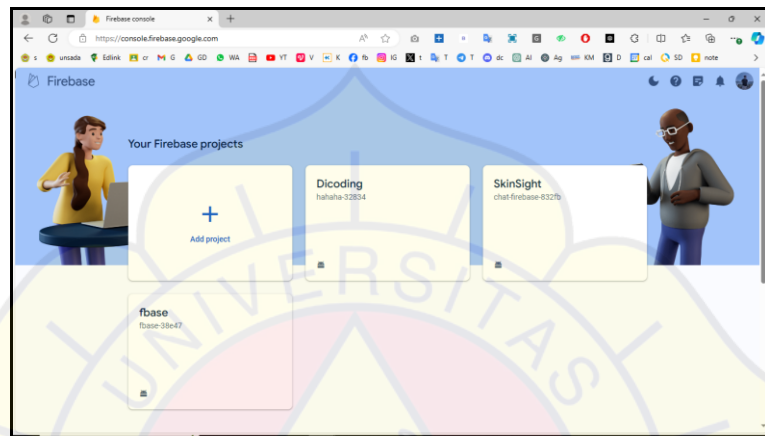 Firebase console
https://console.firebase.google.com
s unsada Edlink cr M G GD WA YT V K fb IG t T T dc AI Ag KM D cal SD note
Firebase
Your Firebase projects
Add project
Dicoding
hahaha-32834
SkinSight
chat-firebase-832fb
fbase
fbase-38e47
UNIVERSITAS